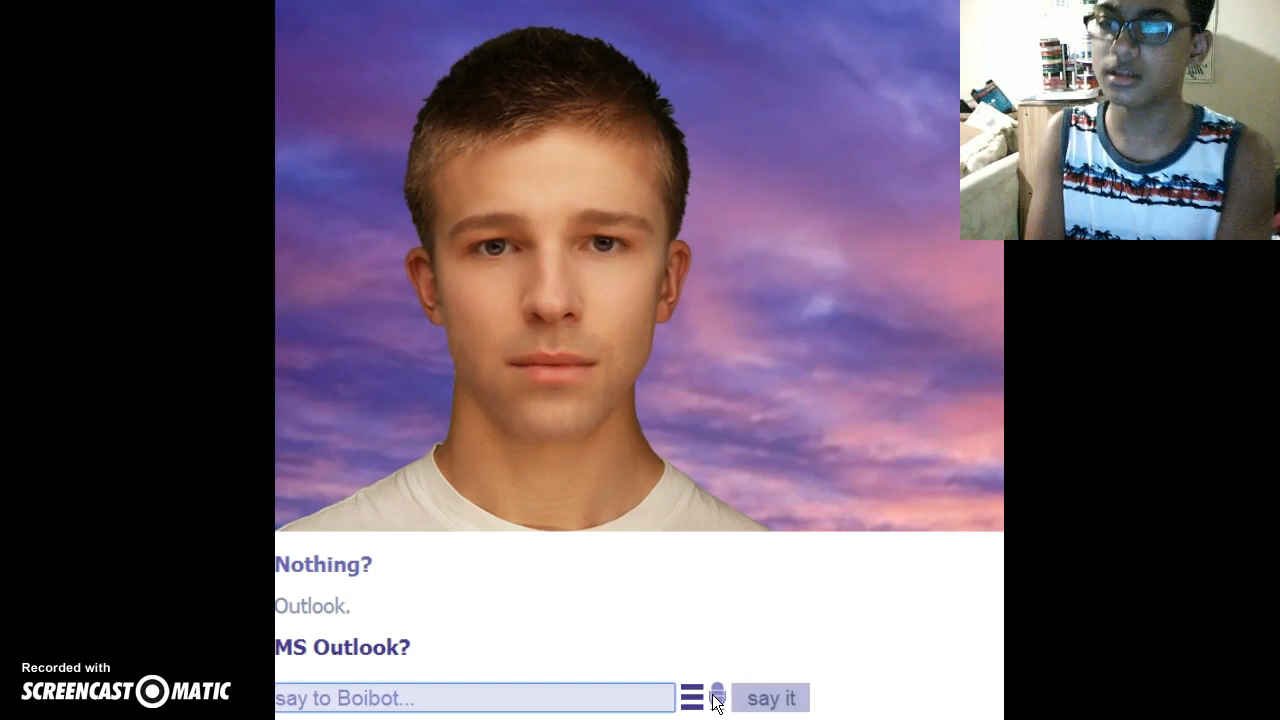 Nothing?
Outlook.
MS Outlook?
say to Boibot...
say it
Recorded with
SCREENCAST MATIC